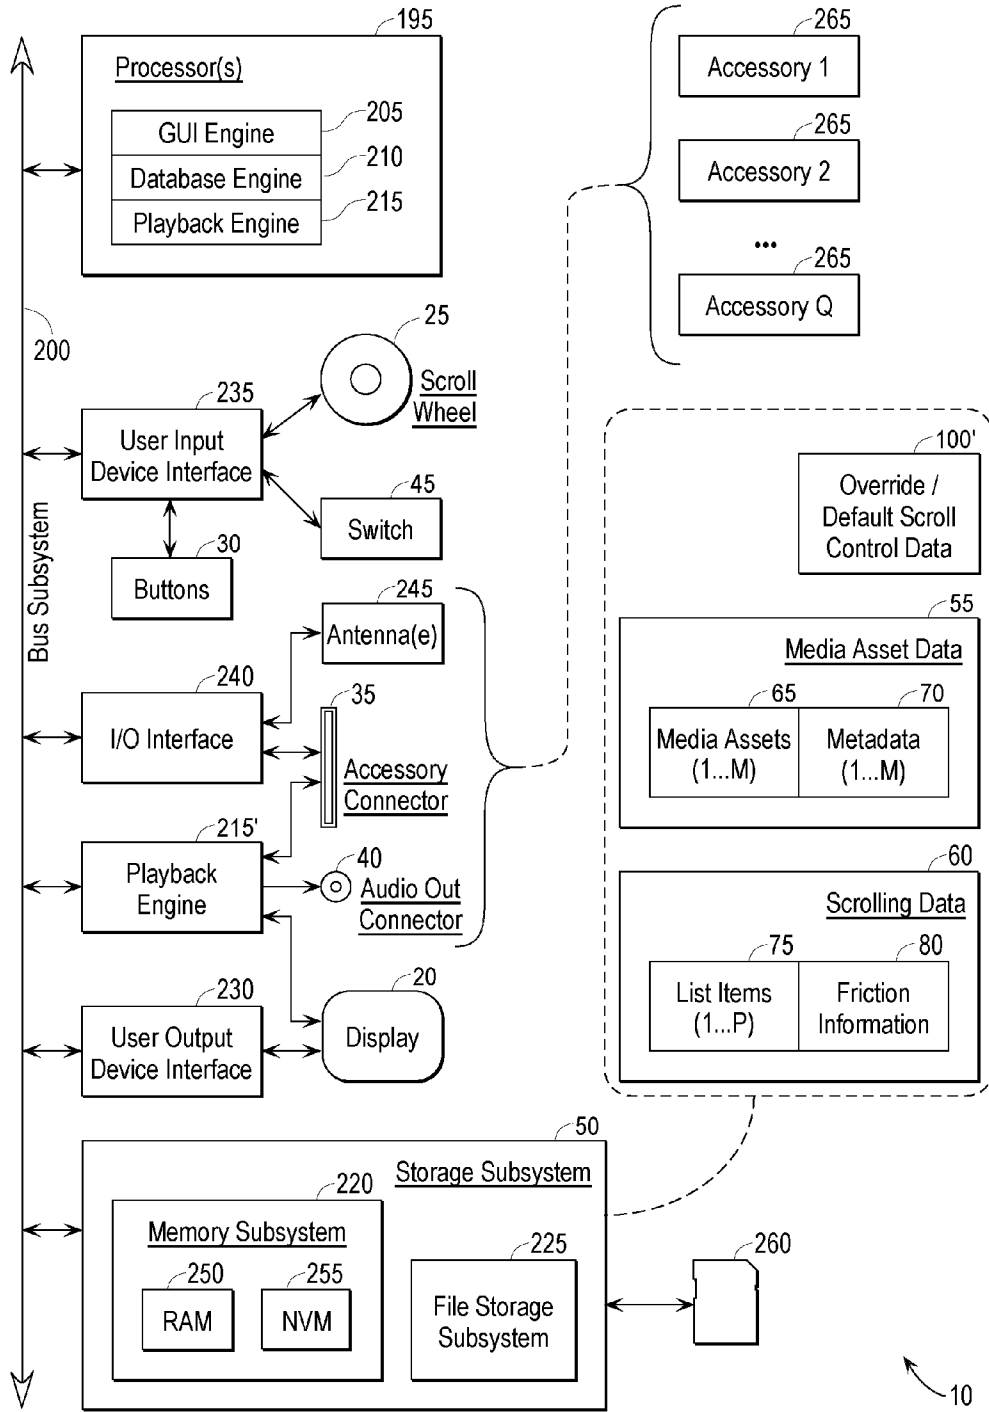 195
Processor(s)
205
GUI Engine
210
Database Engine
215
Playback Engine
265
Accessory 1
265
Accessory 2
...
265
Accessory Q
200
Bus Subsystem
25
Scroll
Wheel
235
User Input
Device Interface
45
Switch
30
Buttons
245
Antenna(e)
240
I/O Interface
35
Accessory
Connector
215'
Playback
Engine
40
Audio Out
Connector
230
User Output
Device Interface
20
Display
100'
Override /
Default Scroll
Control Data
55
Media Asset Data
65
Media Assets
(1...M)
70
Metadada
(1...M)
60
Scrolling Data
75
List Items
(1...P)
80
Friction
Information
50
Storage Subsystem
220
Memory Subsystem
250
RAM
255
NVM
225
File Storage
Subsystem
260
10